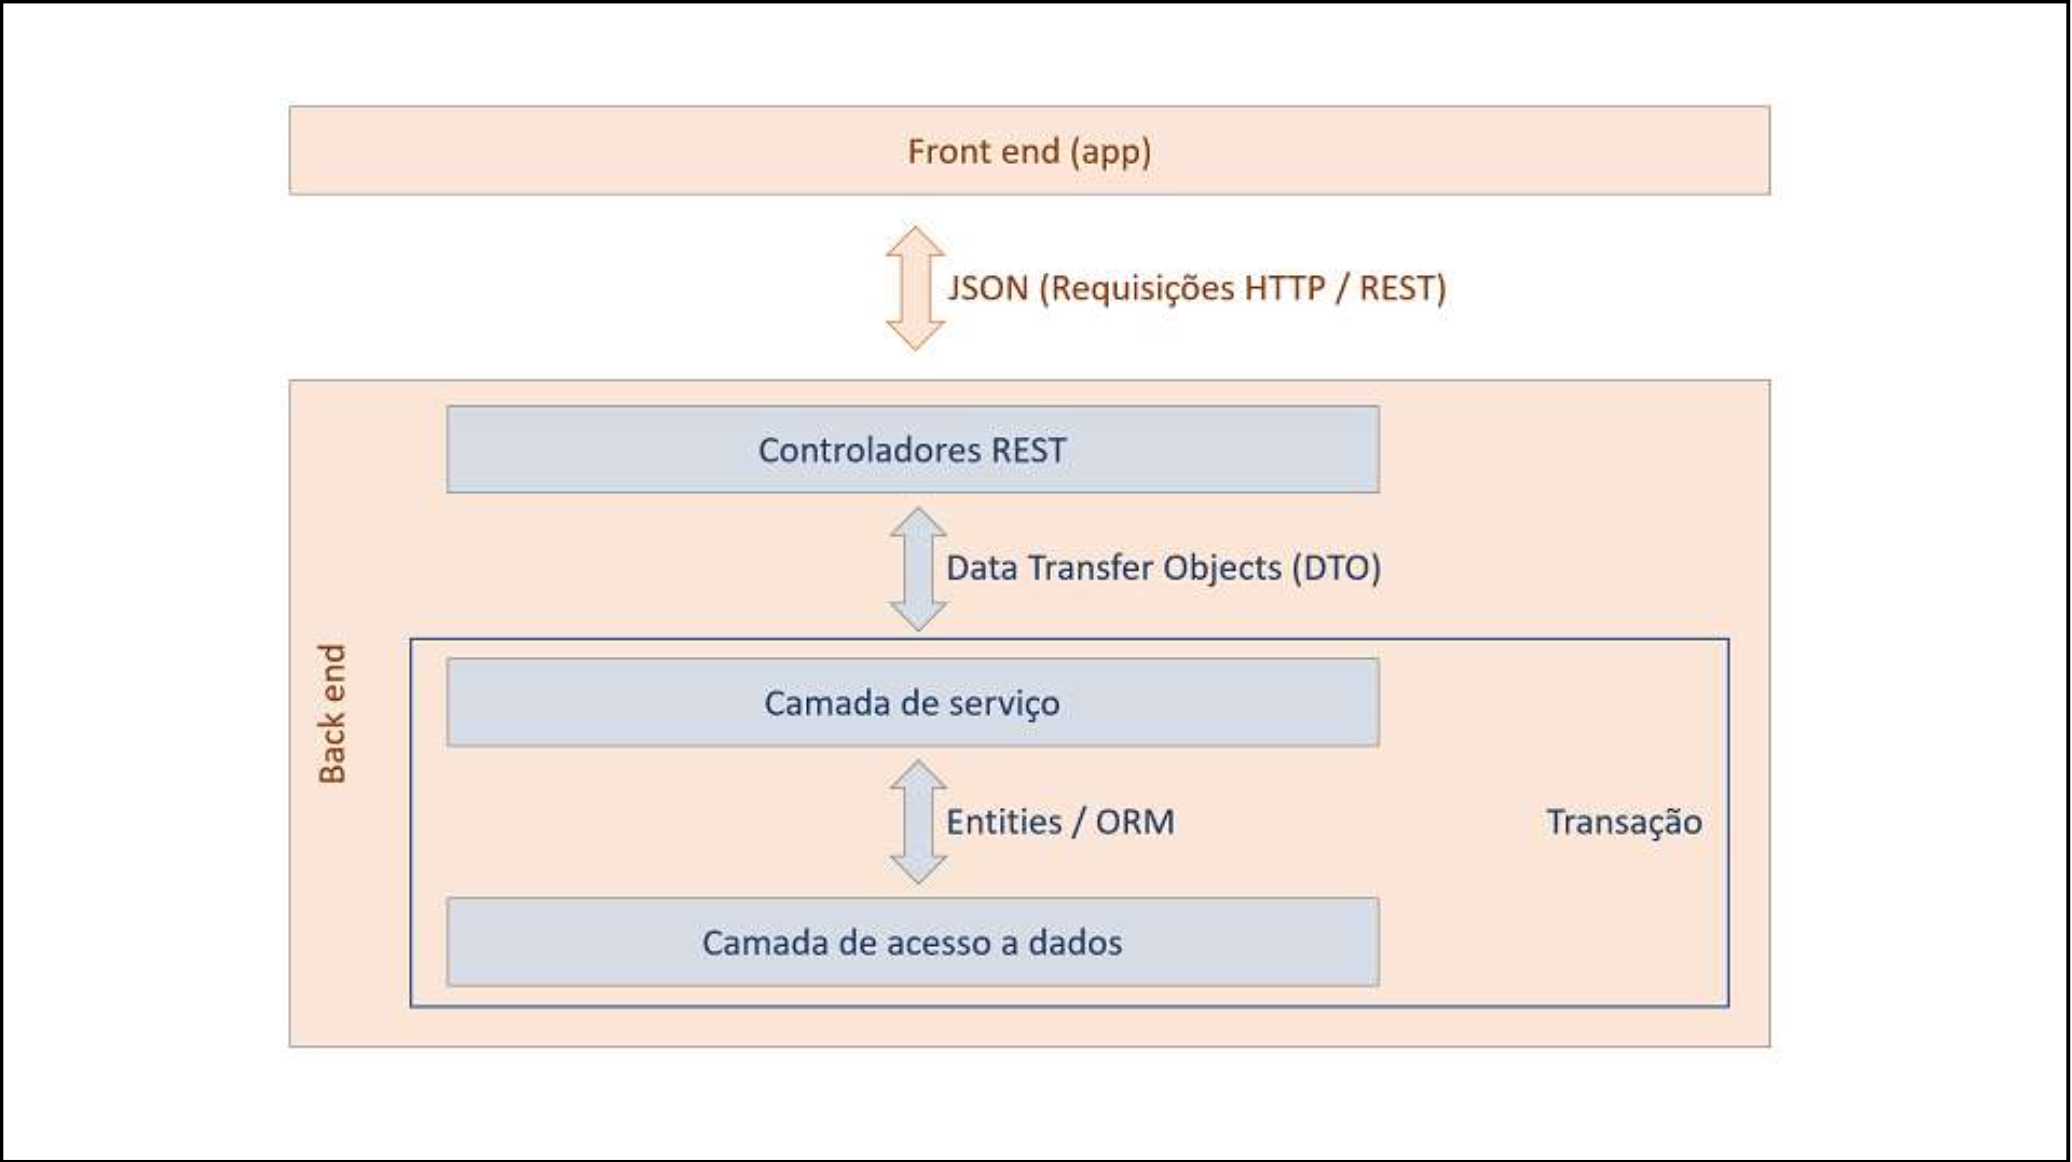 Front end (app)
JSON (Requisições HTTP / REST)
Controladores REST
Data Transfer Objects (DTO)
Back end
Camada de serviço
Entities / ORM
Transação
Camada de acesso a dados